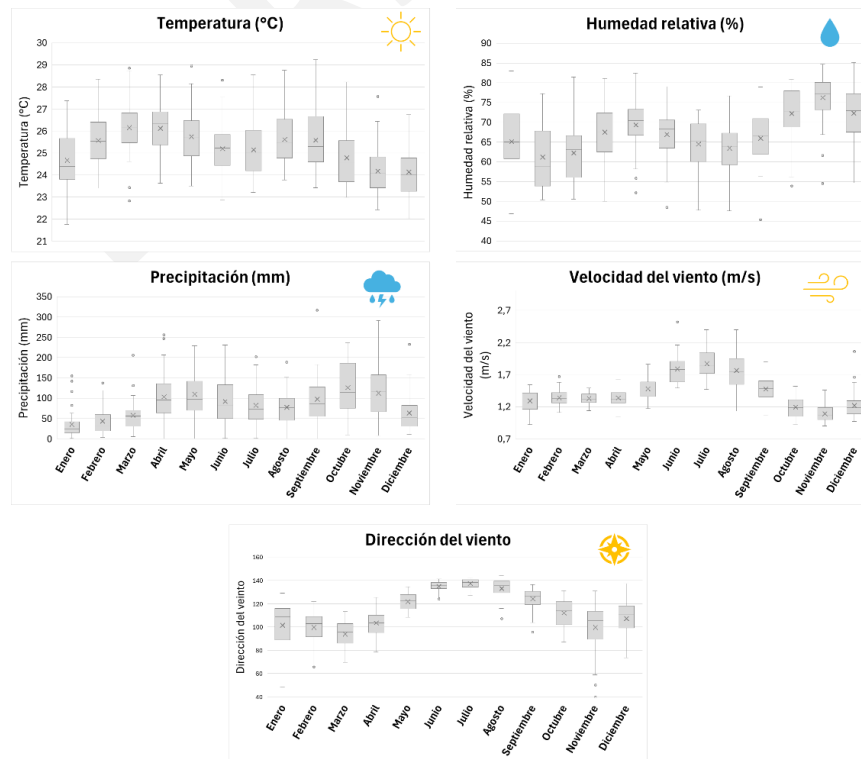 Temperatura (°C)
Temperatura (°C)
30
29
28
27
26
25
24
23
22
21
Humedad relativa (%)
Humedad relativa (%)
90
85
80
75
70
65
60
55
50
45
40
Precipitación (mm)
Precipitación (mm)
350
300
250
200
150
100
50
0
Enero
Febrero
Marzo
Abril
Mayo
Junio
Julio
Agosto
Septiembre
Octubre
Noviembre
Diciembre
Velocidad del viento (m/s)
Velocidad del viento
(m/s)
2,7
2,2
1,7
1,2
0,7
Enero
Febrero
Marzo
Abril
Mayo
Junio
Julio
Agosto
Septiembre
Octubre
Noviembre
Diciembre
Dirección del viento
Dirección del veinto
160
140
120
100
80
60
40
Enero
Febrero
Marzo
Abril
Mayo
Junio
Julio
Agosto
Septiembre
Octubre
Noviembre
Diciembre